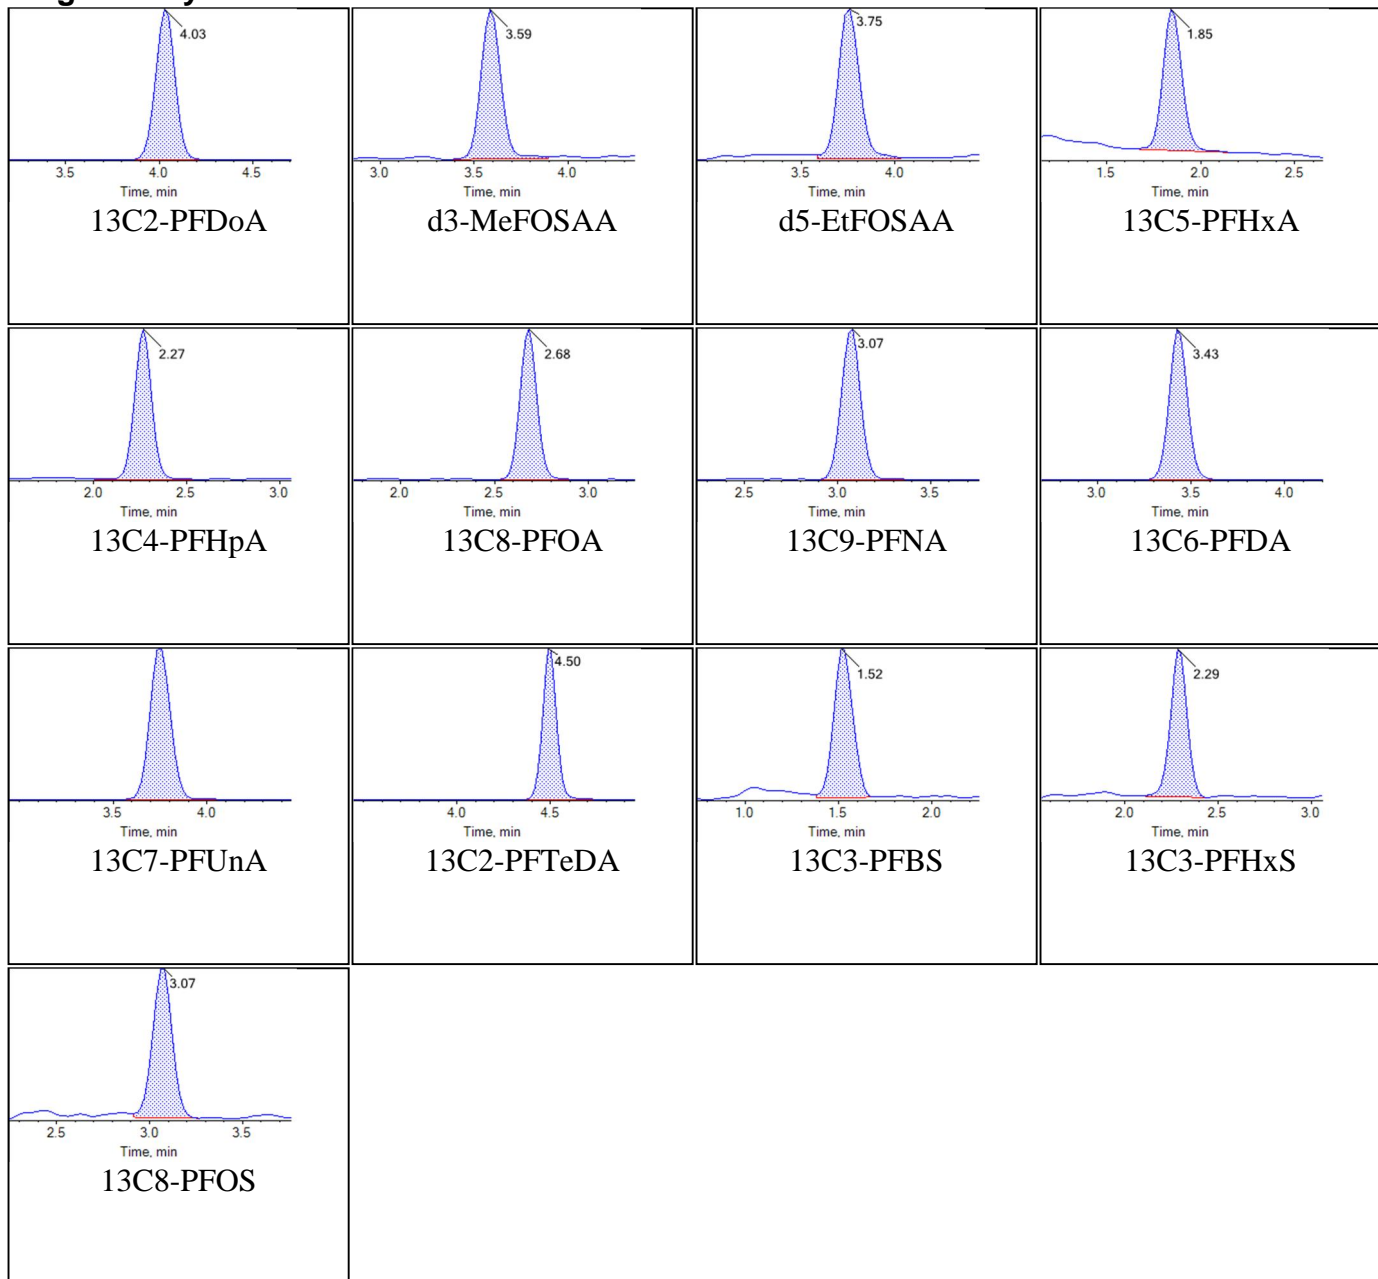 4.03
3.5 4.0 4.5
Time, min
13C2-PFDoA
3.59
3.0 3.5 4.0
Time, min
d3-MeFOSAA
3.75
3.5 4.0
Time, min
d5-EtFOSAA
1.85
1.5 2.0 2.5
Time, min
13C5-PFHxA
2.27
2.0 2.5 3.0
Time, min
13C4-PFHpA
2.68
2.0 2.5 3.0
Time, min
13C8-PFOA
3.07
2.5 3.0 3.5
Time, min
13C9-PFNA
3.43
3.0 3.5 4.0
Time, min
13C6-PFDA
3.5 4.0
Time, min
13C7-PFUnA
4.50
4.0 4.5
Time, min
13C2-PFTeDA
1.52
1.0 1.5 2.0
Time, min
13C3-PFBS
2.29
2.0 2.5 3.0
Time, min
13C3-PFHxS
3.07
2.5 3.0 3.5
Time, min
13C8-PFOS